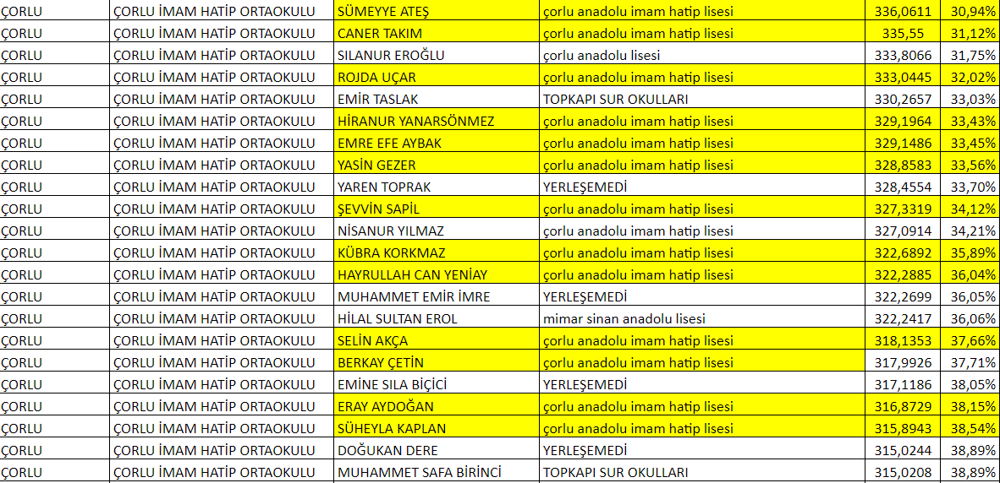 ÇORLU ÇORLU İMAM HATİP ORTAOKULU SÜMEYYE ATEŞ çorlu anadolu imam hatip lisesi 336,0611 30,94%
ÇORLU ÇORLU İMAM HATİP ORTAOKULU CANER TAKIM çorlu anadolu imam hatip lisesi 335,55 31,12%
ÇORLU ÇORLU İMAM HATİP ORTAOKULU SILANUR EROĞLU çorlu anadolu lisesi 333,8066 31,75%
ÇORLU ÇORLU İMAM HATİP ORTAOKULU ROJDA UÇAR çorlu anadolu imam hatip lisesi 333,0445 32,02%
ÇORLU ÇORLU İMAM HATİP ORTAOKULU EMİR TASLAK TOPKAPI SUR OKULLARI 330,2657 33,03%
ÇORLU ÇORLU İMAM HATİP ORTAOKULU HİRANUR YANARSÖNMEZ çorlu anadolu imam hatip lisesi 329,1964 33,43%
ÇORLU ÇORLU İMAM HATİP ORTAOKULU EMRE EFE AYBAK çorlu anadolu imam hatip lisesi 329,1486 33,45%
ÇORLU ÇORLU İMAM HATİP ORTAOKULU YASİN GEZER çorlu anadolu imam hatip lisesi 328,8583 33,56%
ÇORLU ÇORLU İMAM HATİP ORTAOKULU YAREN TOPRAK YERLEŞEMEDİ 328,4554 33,70%
ÇORLU ÇORLU İMAM HATİP ORTAOKULU ŞEVVİN SAPİL çorlu anadolu imam hatip lisesi 327,3319 34,12%
ÇORLU ÇORLU İMAM HATİP ORTAOKULU NİSANUR YILMAZ çorlu anadolu imam hatip lisesi 327,0914 34,21%
ÇORLU ÇORLU İMAM HATİP ORTAOKULU KÜBRA KORKMAZ çorlu anadolu imam hatip lisesi 322,6892 35,89%
ÇORLU ÇORLU İMAM HATİP ORTAOKULU HAYRULLAH CAN YENİAY çorlu anadolu imam hatip lisesi 322,2885 36,04%
ÇORLU ÇORLU İMAM HATİP ORTAOKULU MUHAMMET EMİR İMRE YERLEŞEMEDİ 322,2699 36,05%
ÇORLU ÇORLU İMAM HATİP ORTAOKULU HİLAL SULTAN EROL mimar sinan anadolu lisesi 322,2417 36,06%
ÇORLU ÇORLU İMAM HATİP ORTAOKULU SELİN AKÇA çorlu anadolu imam hatip lisesi 318,1353 37,66%
ÇORLU ÇORLU İMAM HATİP ORTAOKULU BERKAY ÇETİN çorlu anadolu imam hatip lisesi 317,9926 37,71%
ÇORLU ÇORLU İMAM HATİP ORTAOKULU EMİNE SILA BİÇİCİ YERLEŞEMEDİ 317,1186 38,05%
ÇORLU ÇORLU İMAM HATİP ORTAOKULU ERAY AYDOĞAN çorlu anadolu imam hatip lisesi 316,8729 38,15%
ÇORLU ÇORLU İMAM HATİP ORTAOKULU SÜHEYLA KAPLAN çorlu anadolu imam hatip lisesi 315,8943 38,54%
ÇORLU ÇORLU İMAM HATİP ORTAOKULU DOĞUKAN DERE YERLEŞEMEDİ 315,0244 38,89%
ÇORLU ÇORLU İMAM HATİP ORTAOKULU MUHAMMET SAFA BİRİNCİ TOPKAPI SUR OKULLARI 315,0208 38,89%